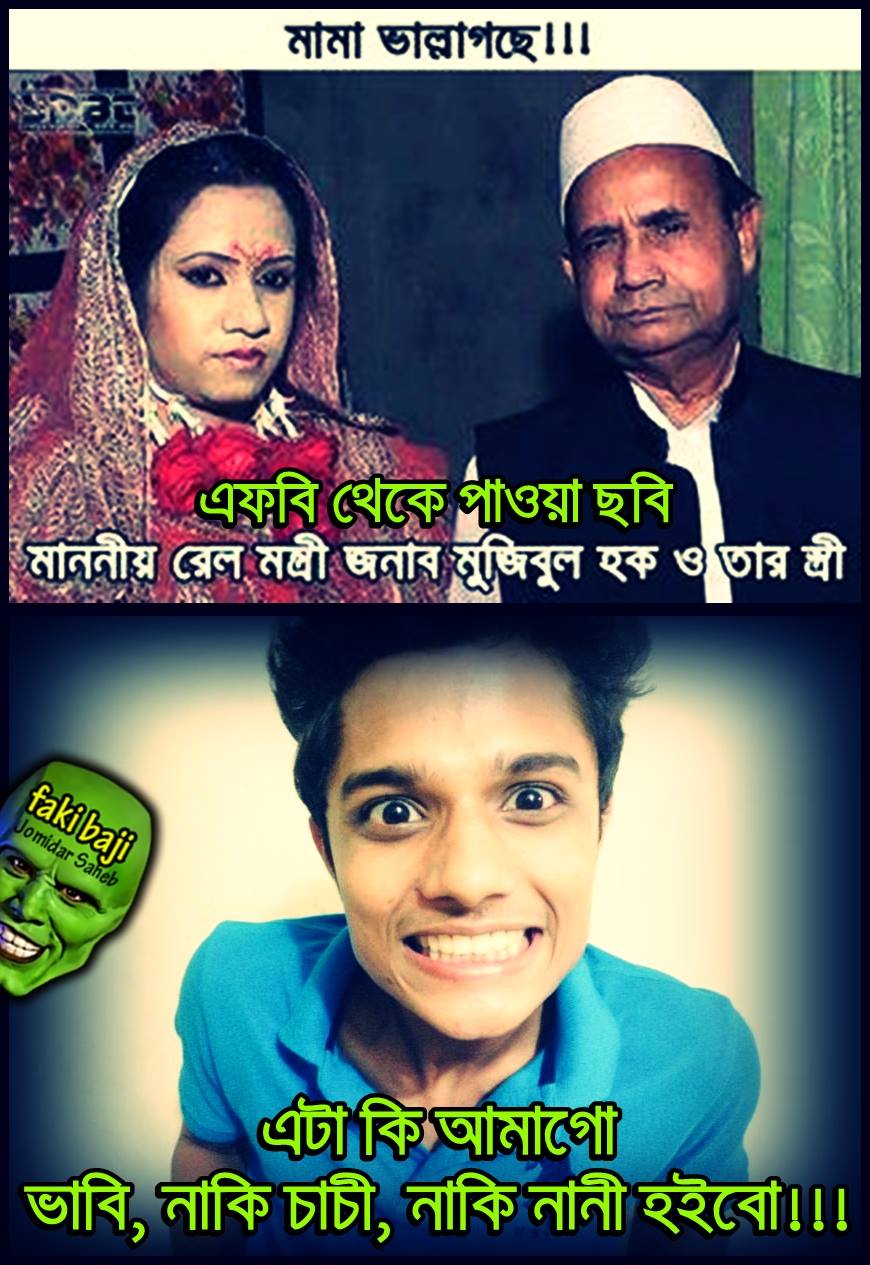 মামা ভাল্লাগছে!!!
এফবি থেকে পাওয়া ছবি
মাননীয় রেল মন্ত্রী জনাব মুজিবুল হক ও তার স্ত্রী
faki baji
Jomidar Saheb
এটা কি আমাগো
ভাবি, নাকি চাচী, নাকি নানী হইবো!!!